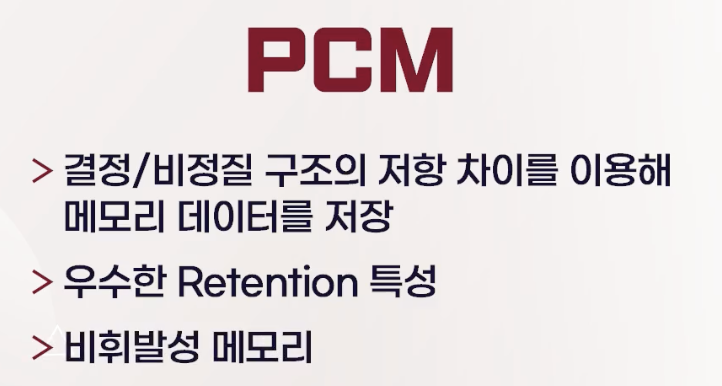 PCM
> 결정/비정질 구조의 저항 차이를 이용해
메모리 데이터를 저장
> 우수한 Retention 특성
> 비휘발성 메모리